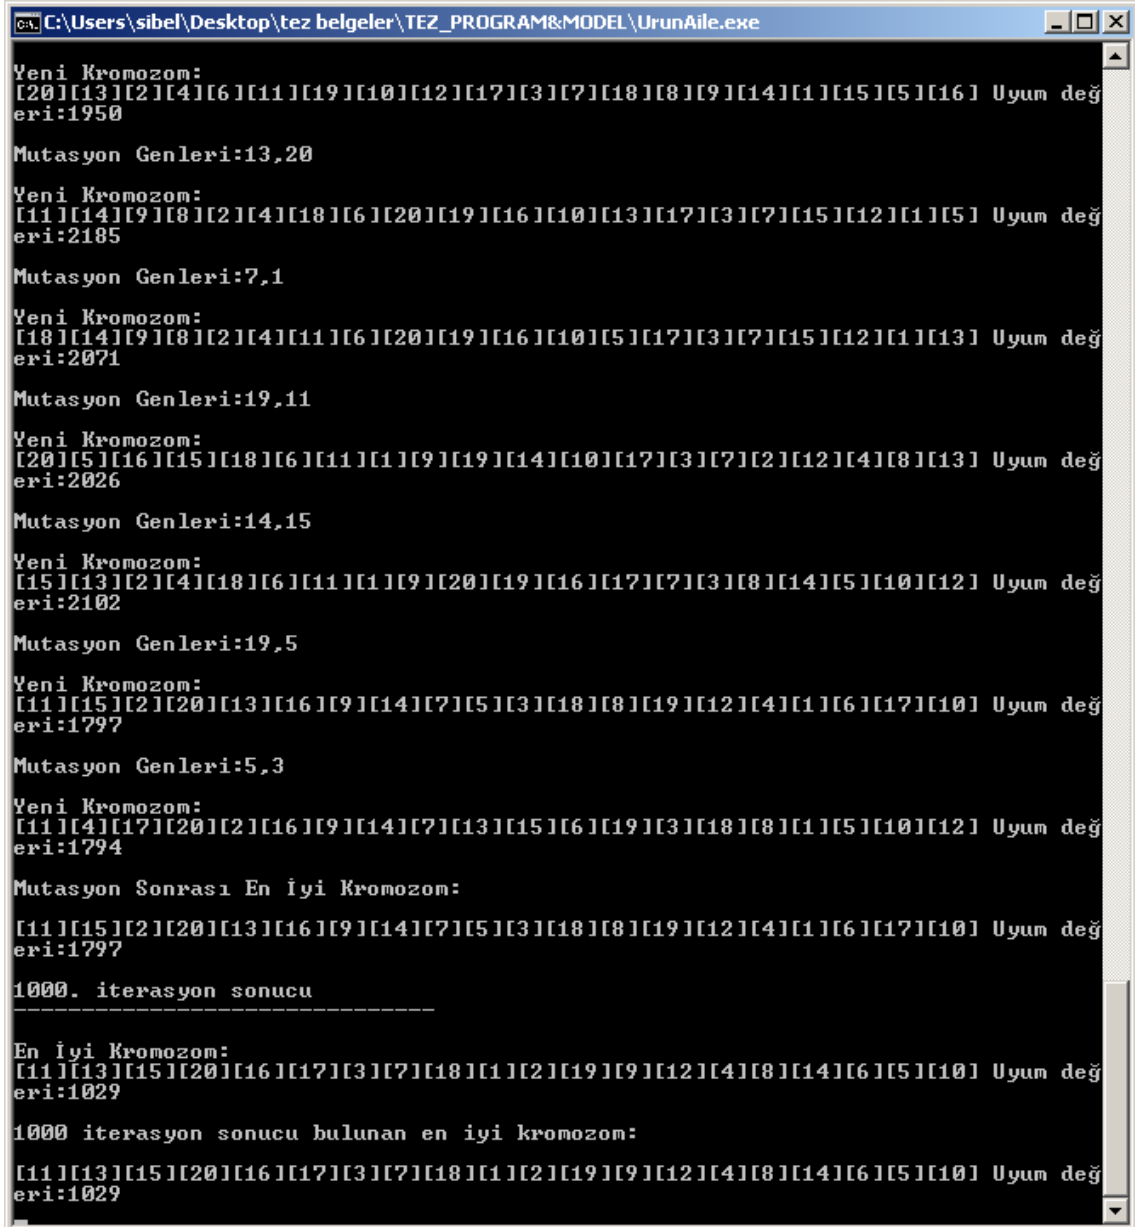 C:\Users\sibel\Desktop\tez belgeler\TEZ_PROGRAM&MODEL\UrunAile.exe
Yeni Kromozom:
[20][13][2][4][6][11][19][10][12][17][3][7][18][8][9][14][1][15][5][16] Uyum değ
eri:1950
Mutasyon Genleri:13,20
Yeni Kromozom:
[11][14][9][8][2][4][18][6][20][19][16][10][13][17][3][7][15][12][1][5] Uyum değ
eri:2185
Mutasyon Genleri:7,1
Yeni Kromozom:
[18][14][9][8][2][4][11][6][20][19][16][10][5][17][3][7][15][12][1][13] Uyum değ
eri:2071
Mutasyon Genleri:19,11
Yeni Kromozom:
[20][5][16][15][18][6][11][1][9][19][14][10][17][3][7][2][12][4][8][13] Uyum değ
eri:2026
Mutasyon Genleri:14,15
Yeni Kromozom:
[15][13][2][4][18][6][11][1][9][20][19][16][17][7][3][8][14][5][10][12] Uyum değ
eri:2102
Mutasyon Genleri:19,5
Yeni Kromozom:
[11][15][2][20][13][16][9][14][7][5][3][18][8][19][12][4][1][6][17][10] Uyum değ
eri:1797
Mutasyon Genleri:5,3
Yeni Kromozom:
[11][4][17][20][2][16][9][14][7][13][15][6][19][3][18][8][1][5][10][12] Uyum değ
eri:1794
Mutasyon Sonrası En İyi Kromozom:
[11][15][2][20][13][16][9][14][7][5][3][18][8][19][12][4][1][6][17][10] Uyum değ
eri:1797
1000. iterasyon sonucu
-------------------------------
En İyi Kromozom:
[11][13][15][20][16][17][3][7][18][1][2][19][9][12][4][8][14][6][5][10] Uyum değ
eri:1029
1000 iterasyon sonucu bulunan en iyi kromozom:
[11][13][15][20][16][17][3][7][18][1][2][19][9][12][4][8][14][6][5][10] Uyum değ
eri:1029